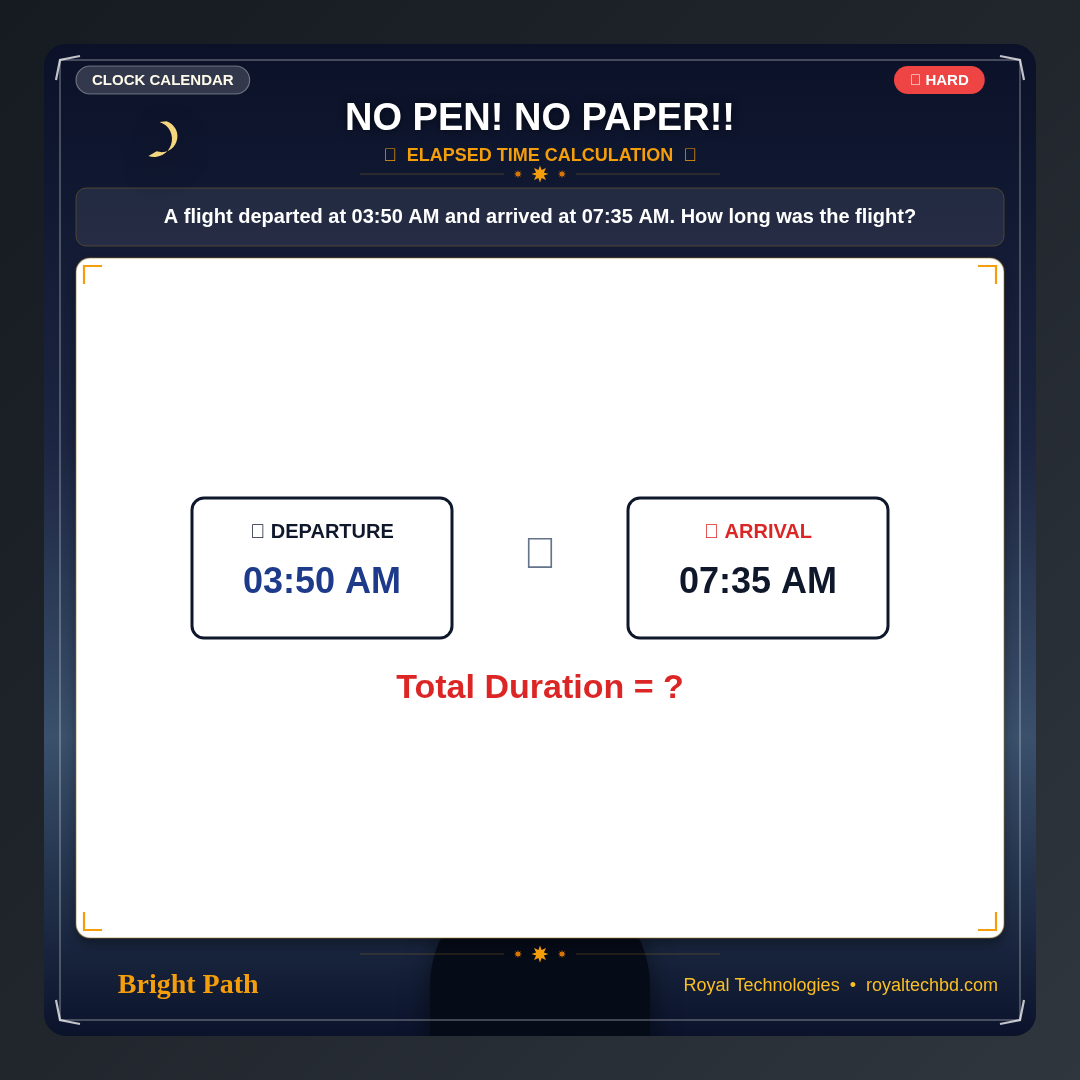 CLOCK CALENDAR
HARD
NO PEN! NO PAPER!!
ELAPSED TIME CALCULATION
A flight departed at 03:50 AM and arrived at 07:35 AM. How long was the flight?
DEPARTURE
03:50 AM
ARRIVAL
07:35 AM
Total Duration = ?
Bright Path
Royal Technologies • royaltechbd.com